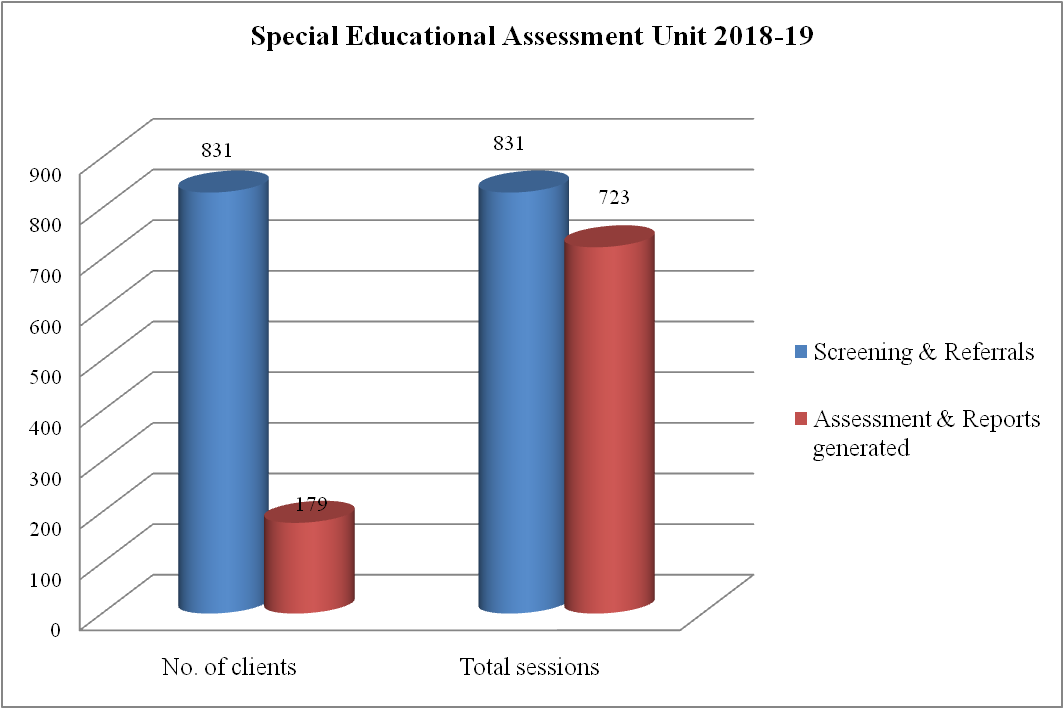 Special Educational Assessment Unit 2018-19
831
831
723
179
900
800
700
600
500
400
300
200
100
0
No. of clients
Total sessions
Screening & Referrals
Assessment & Reports
generated